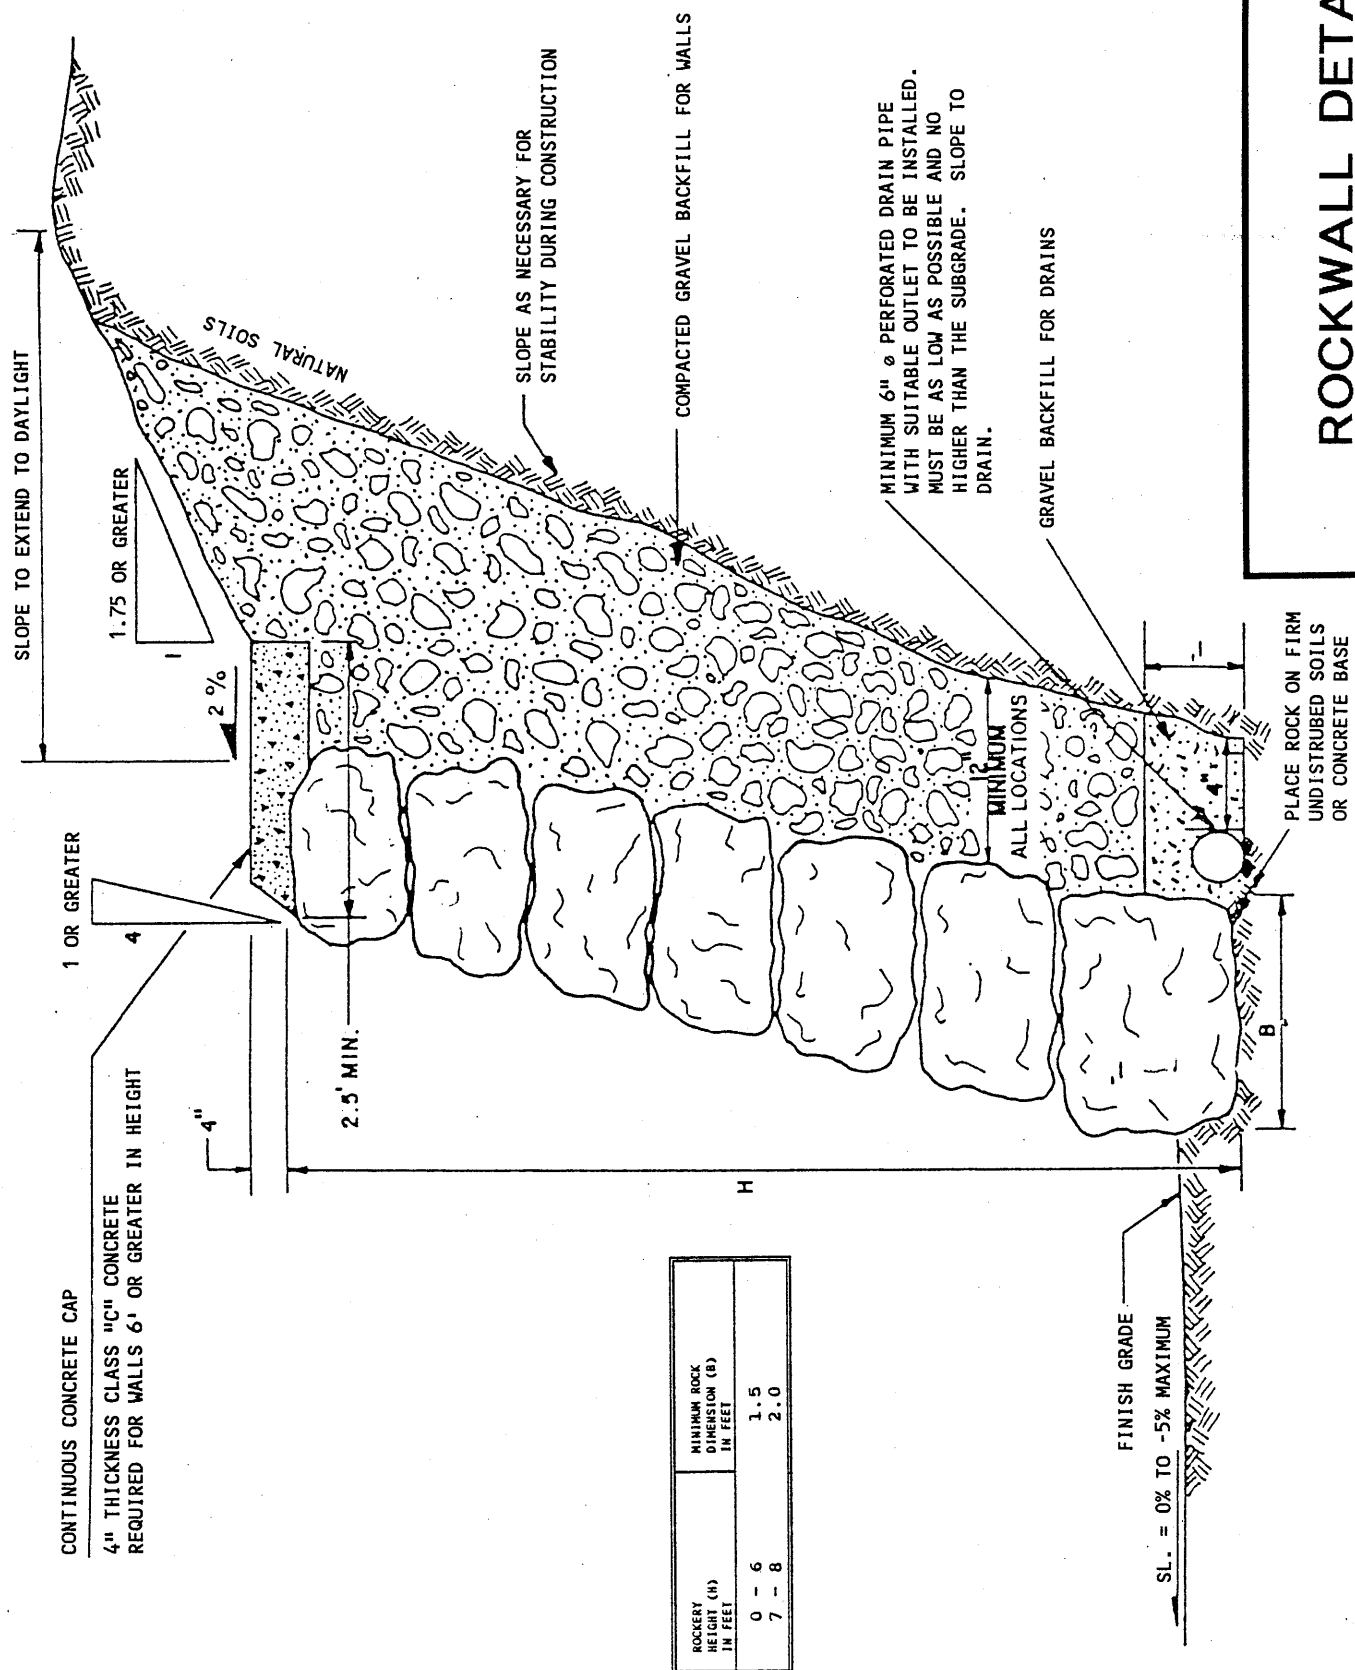 SLOPE TO EXTEND TO DAYLIGHT
1.75 OR GREATER
1
2 %
1 OR GREATER
4
CONTINUOUS CONCRETE CAP
4" THICKNESS CLASS "C" CONCRETE
REQUIRED FOR WALLS 6' OR GREATER IN HEIGHT
4"
2.5' MIN.
H
NATURAL SOILS
SLOPE AS NECESSARY FOR
STABILITY DURING CONSTRUCTION
COMPACTED GRAVEL BACKFILL FOR WALLS
MINIMUM 6" ø PERFORATED DRAIN PIPE
WITH SUITABLE OUTLET TO BE INSTALLED.
MUST BE AS LOW AS POSSIBLE AND NO
HIGHER THAN THE SUBGRADE. SLOPE TO
DRAIN.
GRAVEL BACKFILL FOR DRAINS
12"
MINIMUM
ALL LOCATIONS
1'
4"
B
PLACE ROCK ON FIRM
UNDISTRUBED SOILS
OR CONCRETE BASE
FINISH GRADE
SL. = 0% TO -5% MAXIMUM
ROCKERY
HEIGHT (H)
IN FEET
MINIMUM ROCK
DIMENSION (B)
IN FEET
0 - 6 1.5
7 - 8 2.0
ROCKWALL DETA